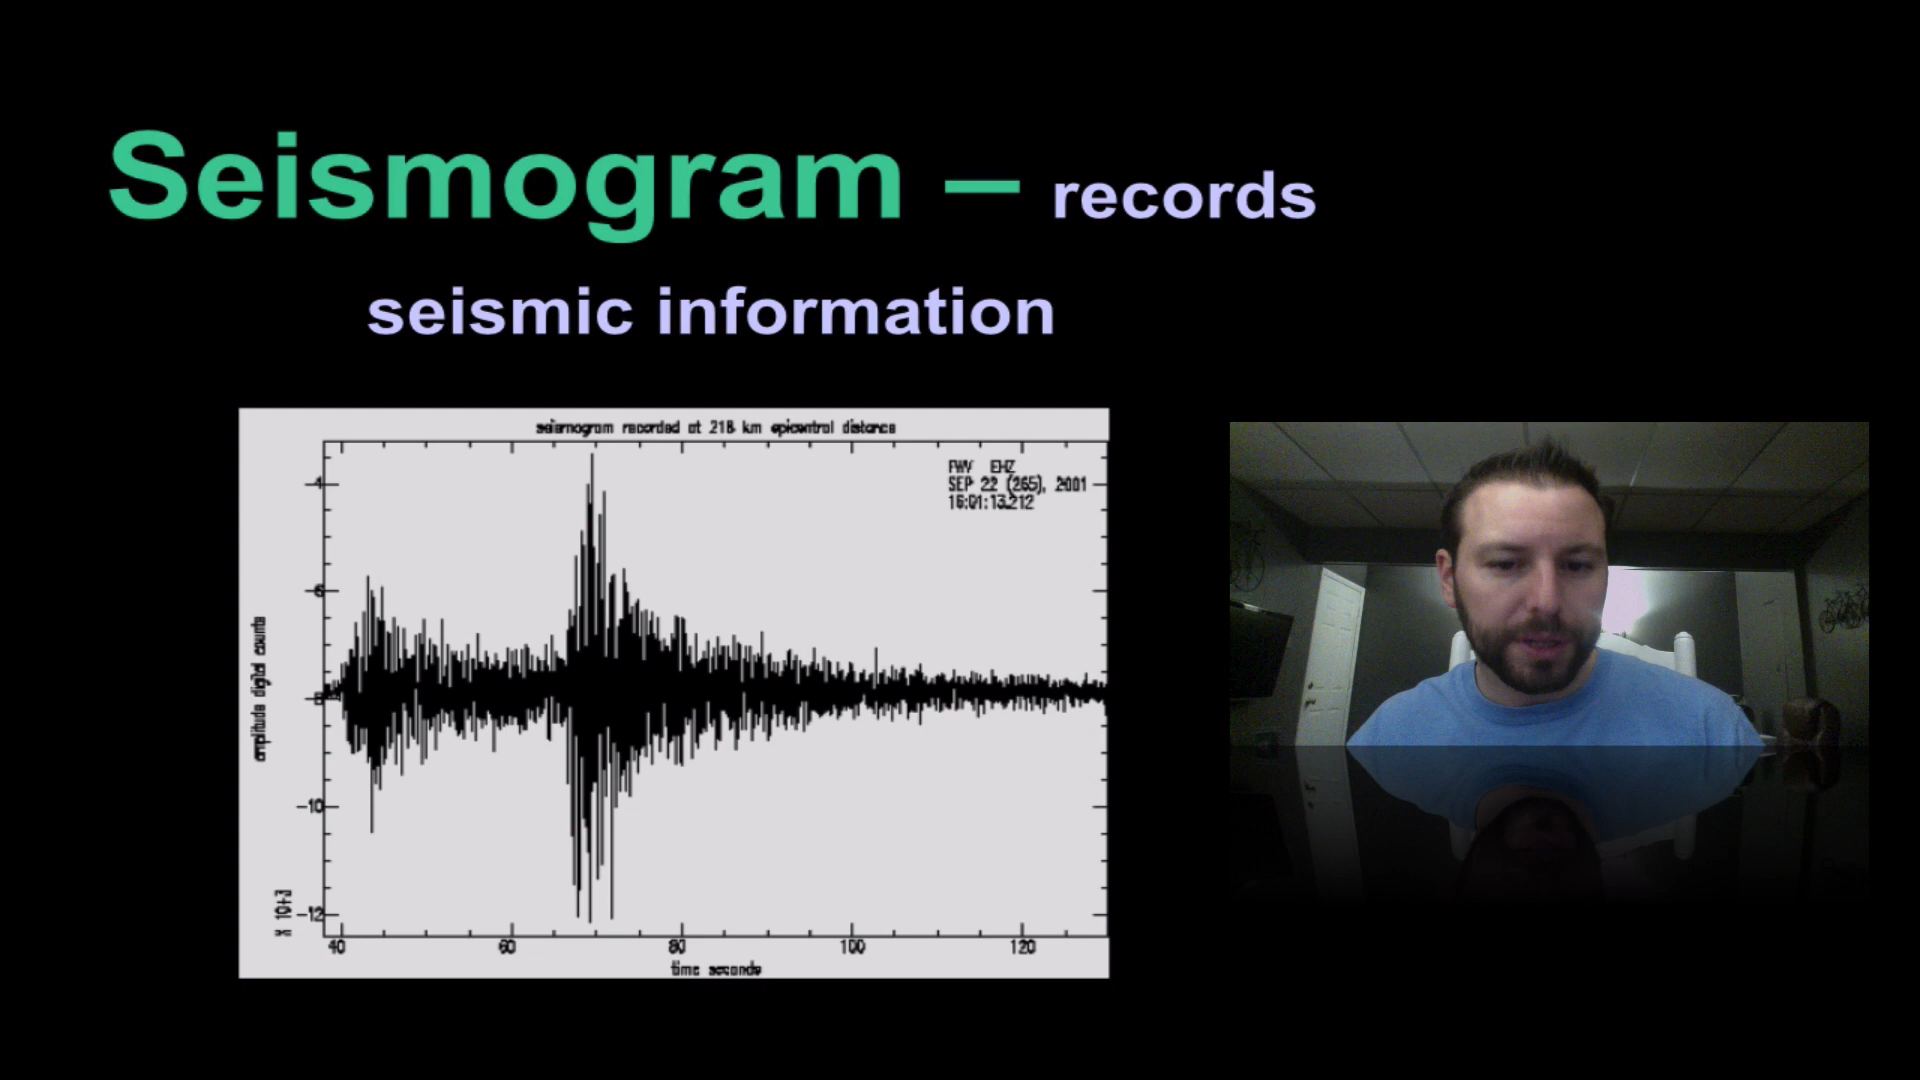 Seismogram – records
seismic information
seismogram recorded at 218 km epicentral distance
FWV EHZ
SEP 22 (265), 2001
16:01:13.212
amplitude digital counts
X 10+3
-4
-6
-8
-10
-12
40 60 80 100 120
time seconds